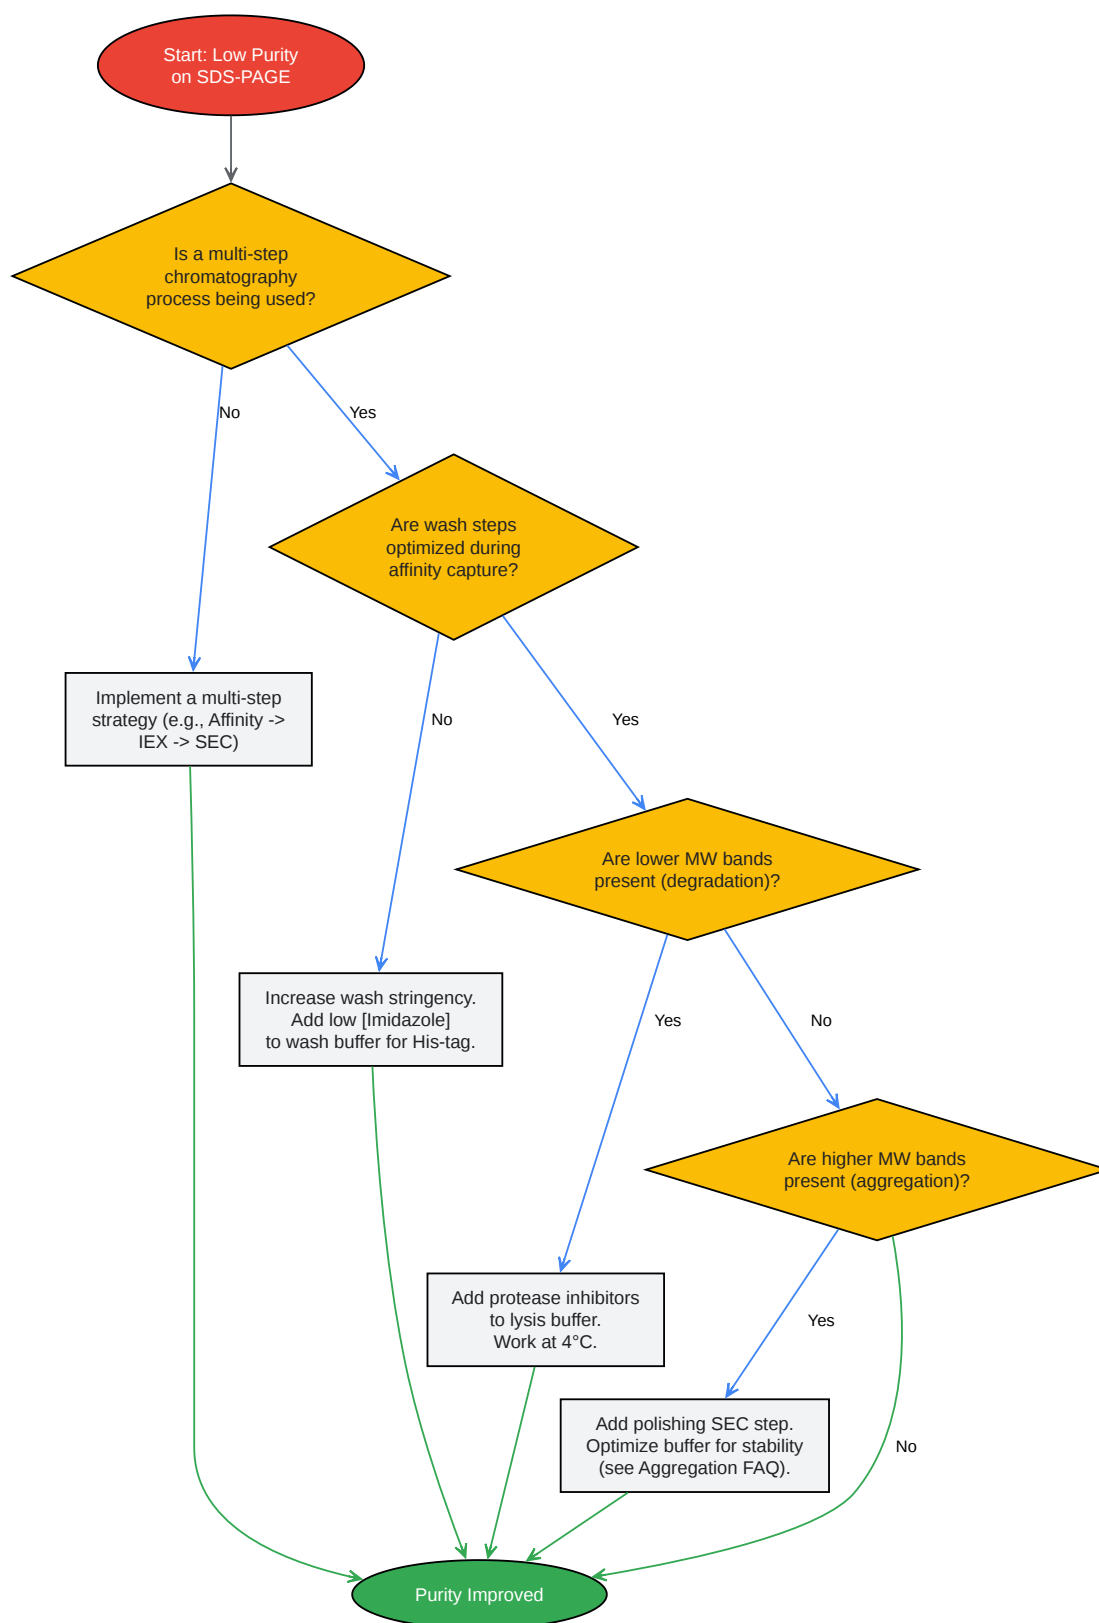 Start: Low Purity
on SDS-PAGE
Is a multi-step
chromatography
process being used?
No
Yes
Are wash steps
optimized during
affinity capture?
Implement a multi-step
strategy (e.g., Affinity ->
IEX -> SEC)
No
Yes
Are lower MW bands
present (degradation)?
Increase wash stringency.
Add low [Imidazole]
to wash buffer for His-tag.
Yes
No
Are higher MW bands
present (aggregation)?
Add protease inhibitors
to lysis buffer.
Work at 4°C.
Yes
Add polishing SEC step.
Optimize buffer for stability
(see Aggregation FAQ).
No
Purity Improved